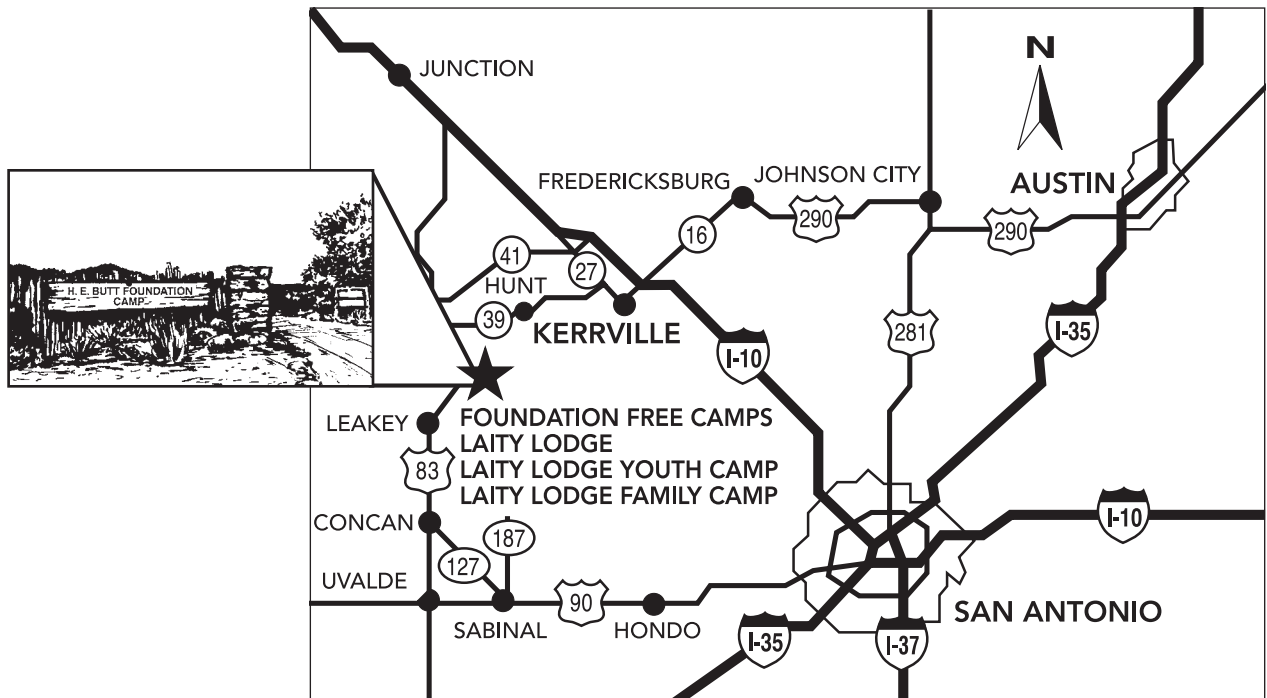 N
JUNCTION
FREDERICKSBURG
JOHNSON CITY
AUSTIN
290
290
16
41
27
HUNT
39
KERRVILLE
H. E. BUTT FOUNDATION
CAMP
I-10
281
I-35
LEAKEY
FOUNDATION FREE CAMPS
LAITY LODGE
LAITY LODGE YOUTH CAMP
LAITY LODGE FAMILY CAMP
83
CONCAN
187
127
I-10
UVALDE
90
SABINAL
HONDO
SAN ANTONIO
I-35
I-37